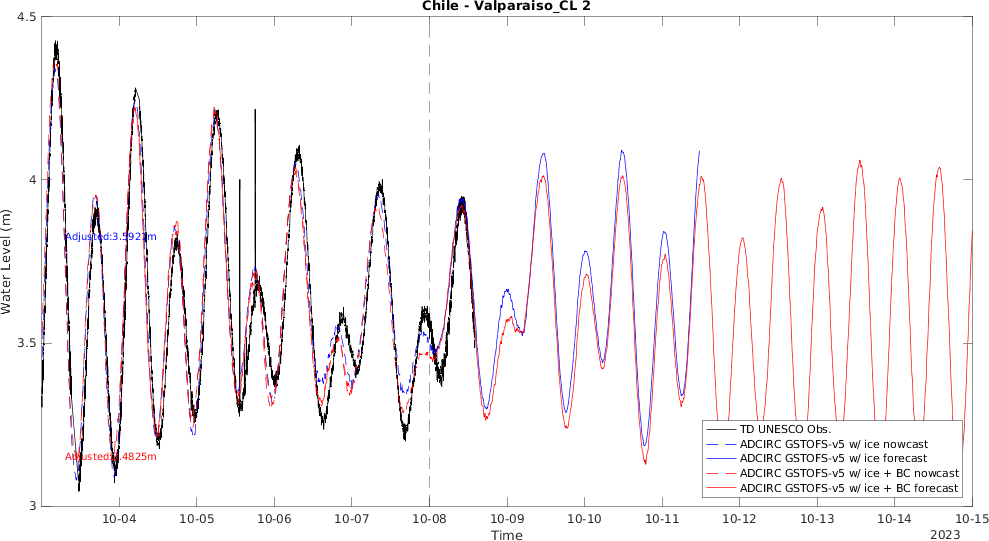 Chile - Valparaiso_CL 2
4.5
4
3.5
3
Water Level (m)
Adjusted:3.5927m
10-04
10-05
10-06
10-07
10-08
10-09
10-10
10-11
10-12
10-13
10-14
10-15
Time
2023
TD UNESCO Obs.
ADCIRC GSTOFS-v5 w/ ice nowcast
ADCIRC GSTOFS-v5 w/ ice forecast
ADCIRC GSTOFS-v5 w/ ice + BC nowcast
ADCIRC GSTOFS-v5 w/ ice + BC forecast